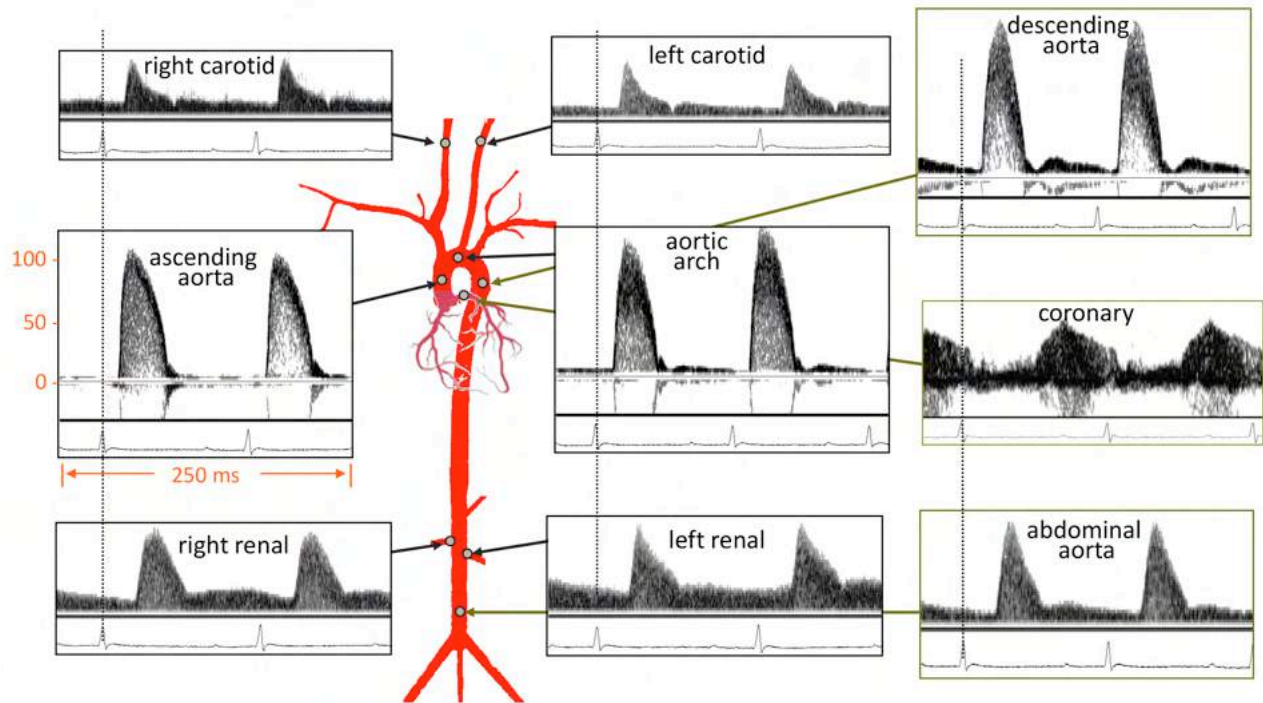 right carotid
left carotid
descending
aorta
100
50
0
ascending
aorta
aortic
arch
coronary
250 ms
right renal
left renal
abdominal
aorta